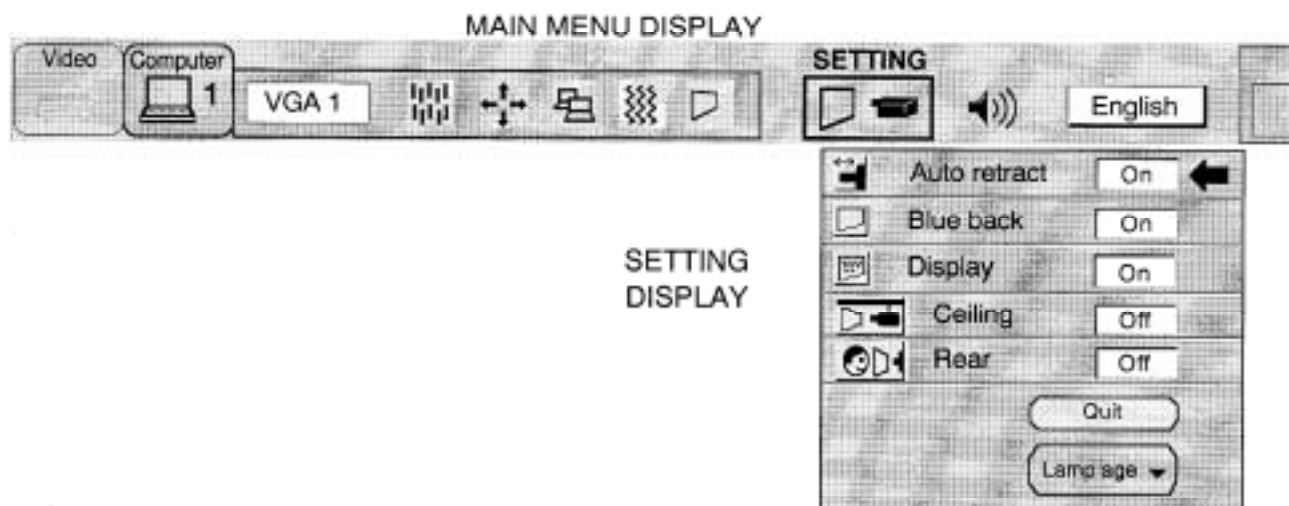 MAIN MENU DISPLAY
Video
Computer
1
VGA 1
SETTING
English
Auto retract On
Blue back On
SETTING
DISPLAY
Display On
Ceiling Off
Rear Off
Quit
Lamp age